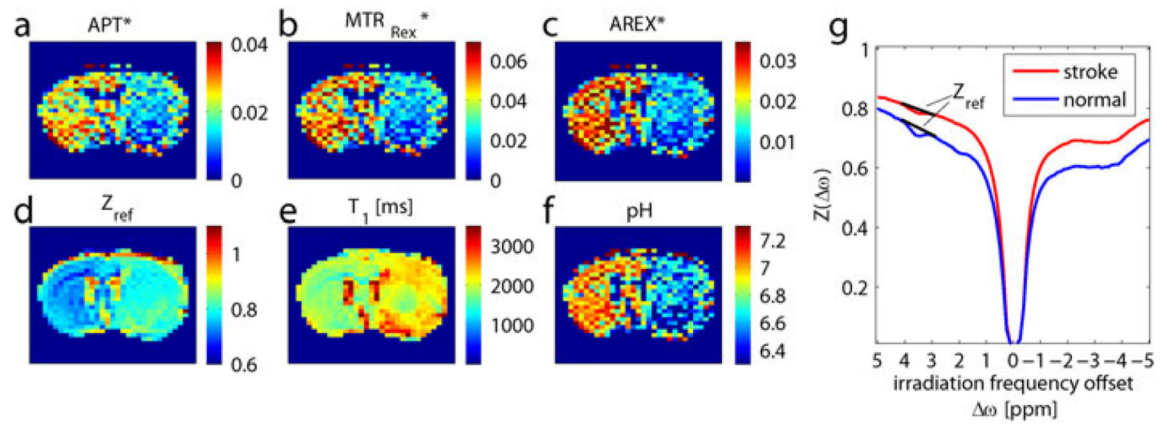 a APT* 0.04 0.02 0
b MTR Rex * 0.06 0.04 0.02 0
c AREX* 0.03 0.02 0.01
d Z ref 1 0.8 0.6
e T1 [ms] 3000 2000 1000
f pH 7.2 7 6.8 6.6 6.4
g
1
0.8
0.6
0.4
0.2
Z(Δω)
stroke
normal
Z ref
5 4 3 2 1 0 −1 −2 −3 −4 −5
irradiation frequency offset
Δω [ppm]